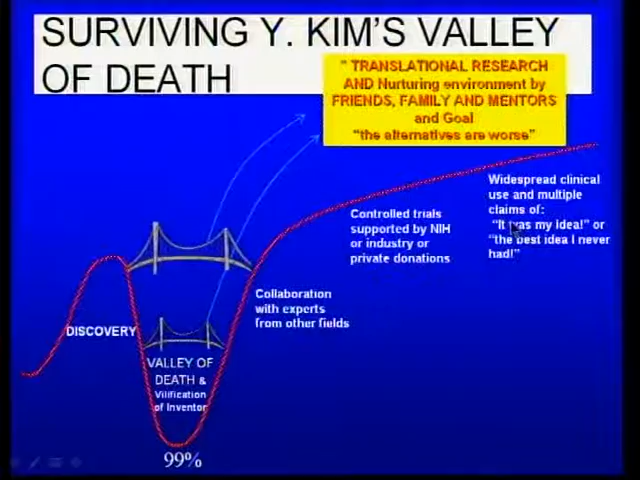 SURVIVING Y. KIM'S VALLEY
OF DEATH
" TRANSLATIONAL RESEARCH
AND Nurturing environment by
FRIENDS, FAMILY AND MENTORS
and Goal
"the alternatives are worse"
Widespread clinical
use and multiple
claims of:
"It was my idea!" or
"the best idea I never
had!"
Controlled trials
supported by NIH
or industry or
private donations
Collaboration
with experts
from other fields
DISCOVERY
VALLEY OF
DEATH &
Vilification
of Inventor
99%